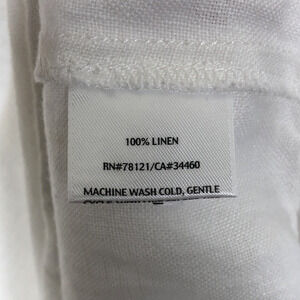 100% LINEN
RN#78121/CA#34460
MACHINE WASH COLD, GENTLE